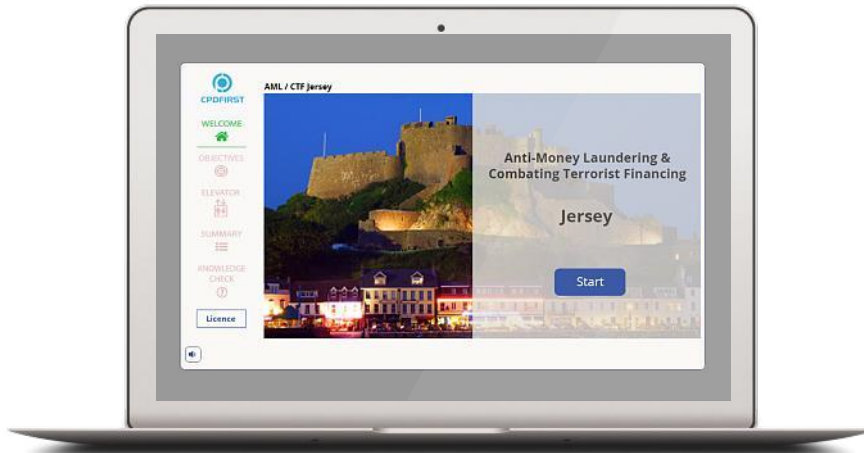 CPDFIRST
AML / CTF Jersey
WELCOME
OBJECTIVES
ELEVATOR
SUMMARY
KNOWLEDGE
CHECK
Licence
Anti-Money Laundering &
Combating Terrorist Financing
Jersey
Start